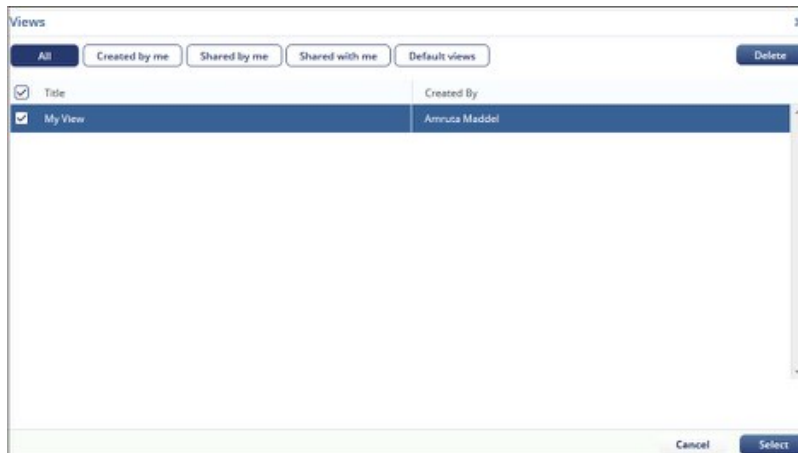 Views
All Created by me Shared by me Shared with me Default views Delete
Title Created By
My View Amruta Maddel
Cancel Select